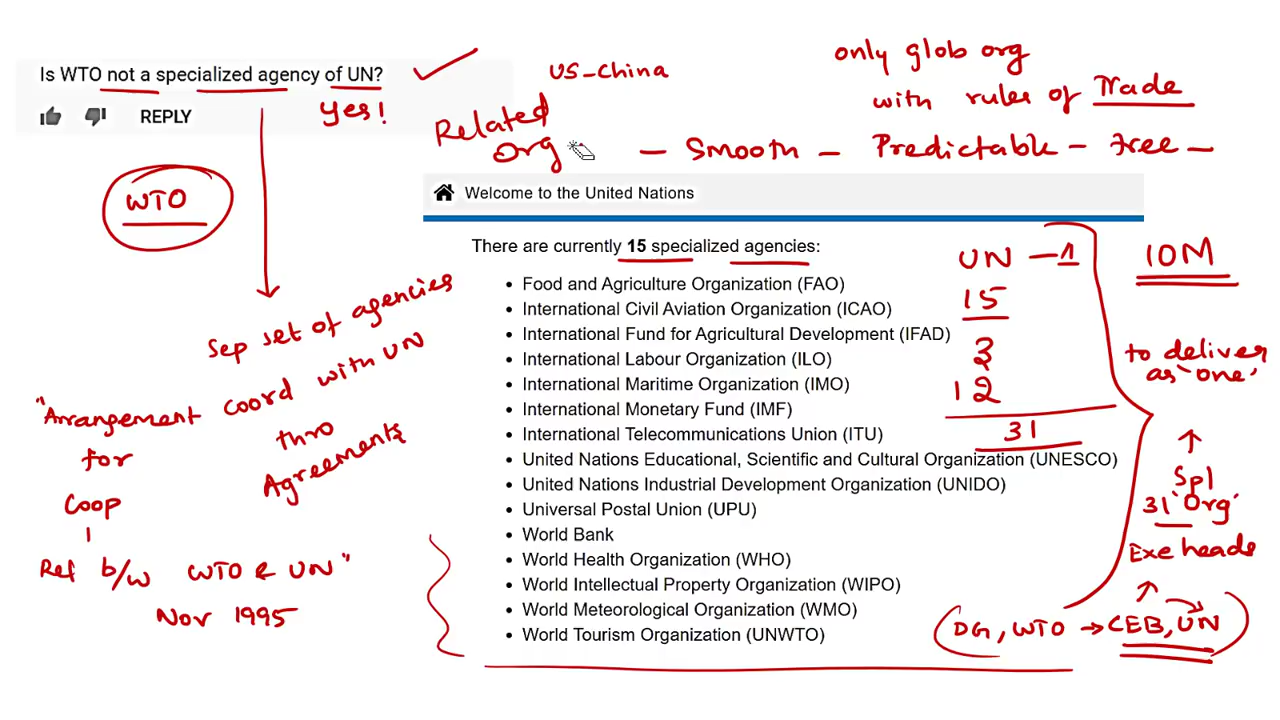 Is WTO not a specialized agency of UN?
REPLY
Yes!
WTO
Sep set of agencies
coord with UN
thro
Agreements
"Arrangement
for
Coop
Ref b/w WTO & UN"
Nov 1995
US-China
Related
Org
only glob org
with rules of Trade
— Smooth — Predictable — free —
Welcome to the United Nations
There are currently 15 specialized agencies:
• Food and Agriculture Organization (FAO)
• International Civil Aviation Organization (ICAO)
• International Fund for Agricultural Development (IFAD)
• International Labour Organization (ILO)
• International Maritime Organization (IMO)
• International Monetary Fund (IMF)
• International Telecommunications Union (ITU)
• United Nations Educational, Scientific and Cultural Organization (UNESCO)
• United Nations Industrial Development Organization (UNIDO)
• Universal Postal Union (UPU)
• World Bank
• World Health Organization (WHO)
• World Intellectual Property Organization (WIPO)
• World Meteorological Organization (WMO)
• World Tourism Organization (UNWTO)
UN — 1
15
3
12
31
IOM
to deliver
as 'one'
↑
Spl
31 'Org'
Exe heads
↑
(DG, WTO → CEB, UN)